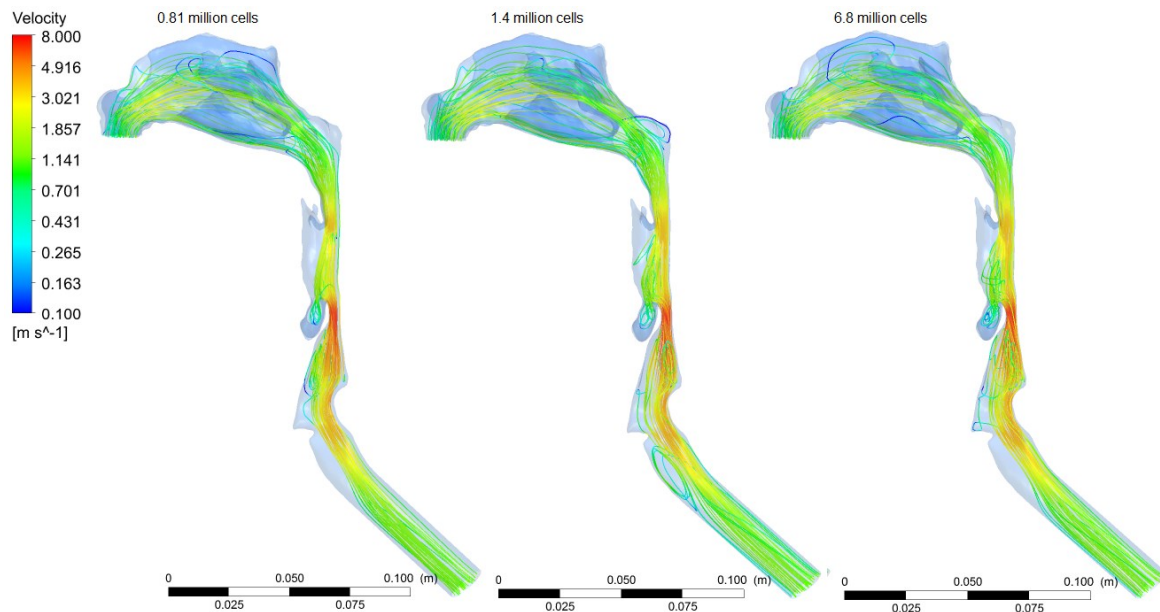 Velocity
8.000
4.916
3.021
1.857
1.141
0.701
0.431
0.265
0.163
0.100
[m s^-1]
0.81 million cells
1.4 million cells
6.8 million cells
0 0.050 0.100 (m)
0.025 0.075
0 0.050 0.100 (m)
0.025 0.075
0 0.050 0.100 (m)
0.025 0.075